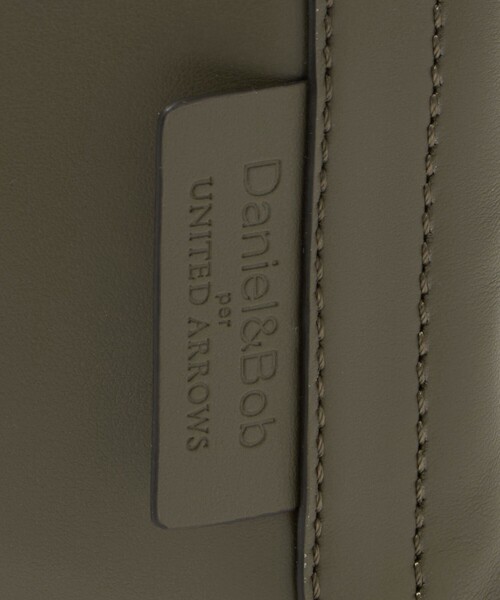 Daniel&Bob
per
UNITED ARROWS